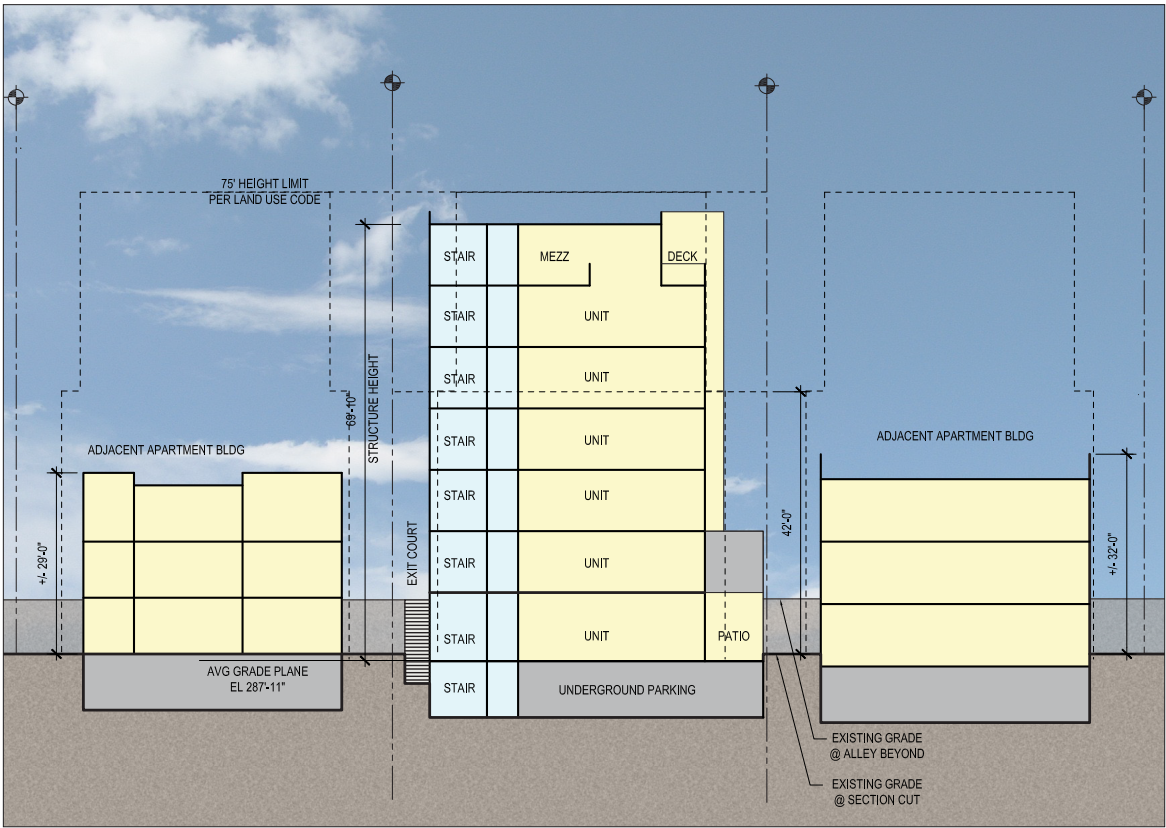 75' HEIGHT LIMIT
PER LAND USE CODE
STAIR
MEZZ
DECK
STAIR
UNIT
STRUCTURE HEIGHT
69'-10"
STAIR
UNIT
ADJACENT APARTMENT BLDG
STAIR
UNIT
ADJACENT APARTMENT BLDG
STAIR
UNIT
+/- 29'-0"
EXIT COURT
STAIR
UNIT
42'-0"
+/- 32'-0"
STAIR
UNIT
PATIO
AVG GRADE PLANE
EL 287'-11"
STAIR
UNDERGROUND PARKING
EXISTING GRADE
@ ALLEY BEYOND
EXISTING GRADE
@ SECTION CUT